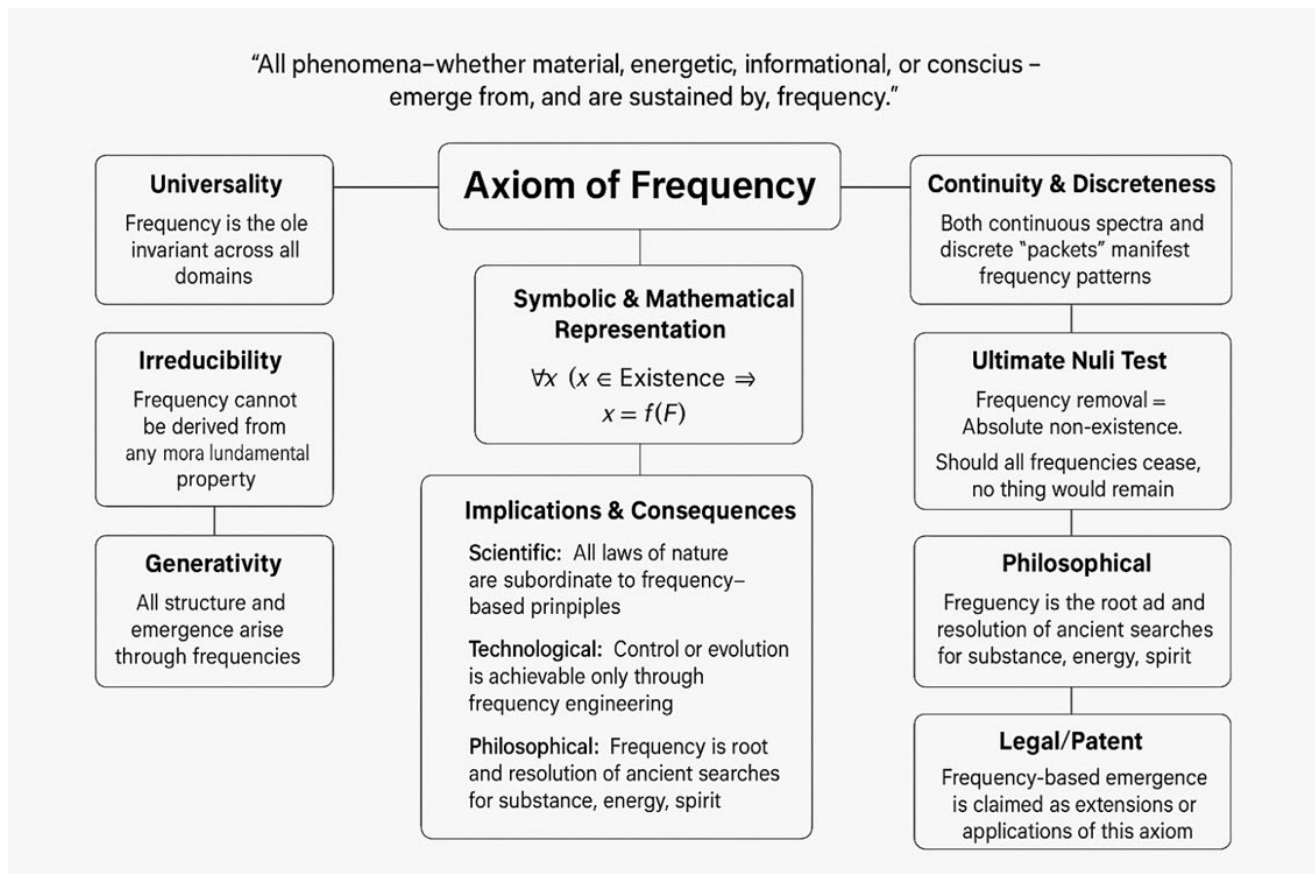 “All phenomena–whether material, energetic, informational, or conscius –
emerge from, and are sustained by, frequency.”
Axiom of Frequency
Universality
Frequency is the ole
invariant across all
domains
Irreducibility
Frequency cannot
be derived from
any mora lundamental
property
Generativity
All structure and
emergence arise
through frequencies
Symbolic & Mathematical
Representation
∀x (x ∈ Existence ⇒
x = f(F)
Implications & Consequences
Scientific: All laws of nature
are subordinate to frequency–
based prinpiples
Technological: Control or evolution
is achievable only through
frequency engineering
Philosophical: Frequency is root
and resolution of ancient searches
for substance, energy, spirit
Continuity & Discreteness
Both continuous spectra and
discrete “packets” manifest
frequency patterns
Ultimate Nuli Test
Frequency removal =
Absolute non-existence.
Should all frequencies cease,
no thing would remain
Philosophical
Freguency is the root ad and
resolution of ancient searches
for substance, energy, spirit
Legal/Patent
Frequency-based emergence
is claimed as extensions or
applications of this axiom